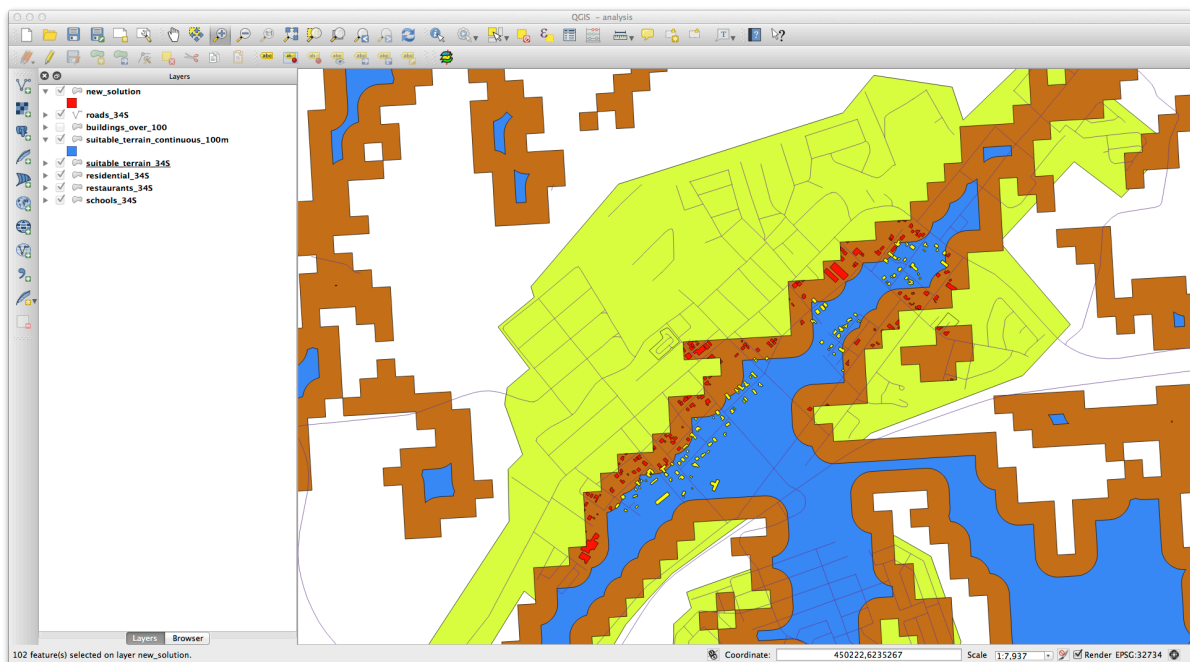 QGIS - analysis
Layers
new_solution
roads_34S
buildings_over_100
suitable_terrain_continuous_100m
suitable_terrain_34S
residential_34S
restaurants_34S
schools_34S
Layers
Browser
102 feature(s) selected on layer new_solution.
Coordinate:
450222,6235267
Scale
1:7,937
Render
EPSG:32734